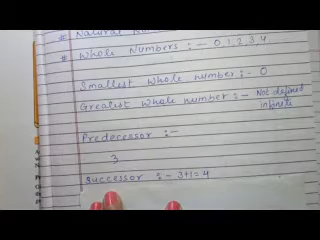 * Natural
* Whole Numbers :- 0,1,2,3,4
Smallest whole number :- 0
Greatest whole number :- Not defined
infinite
Predecessor :-
3
Successor :- 3+1=4